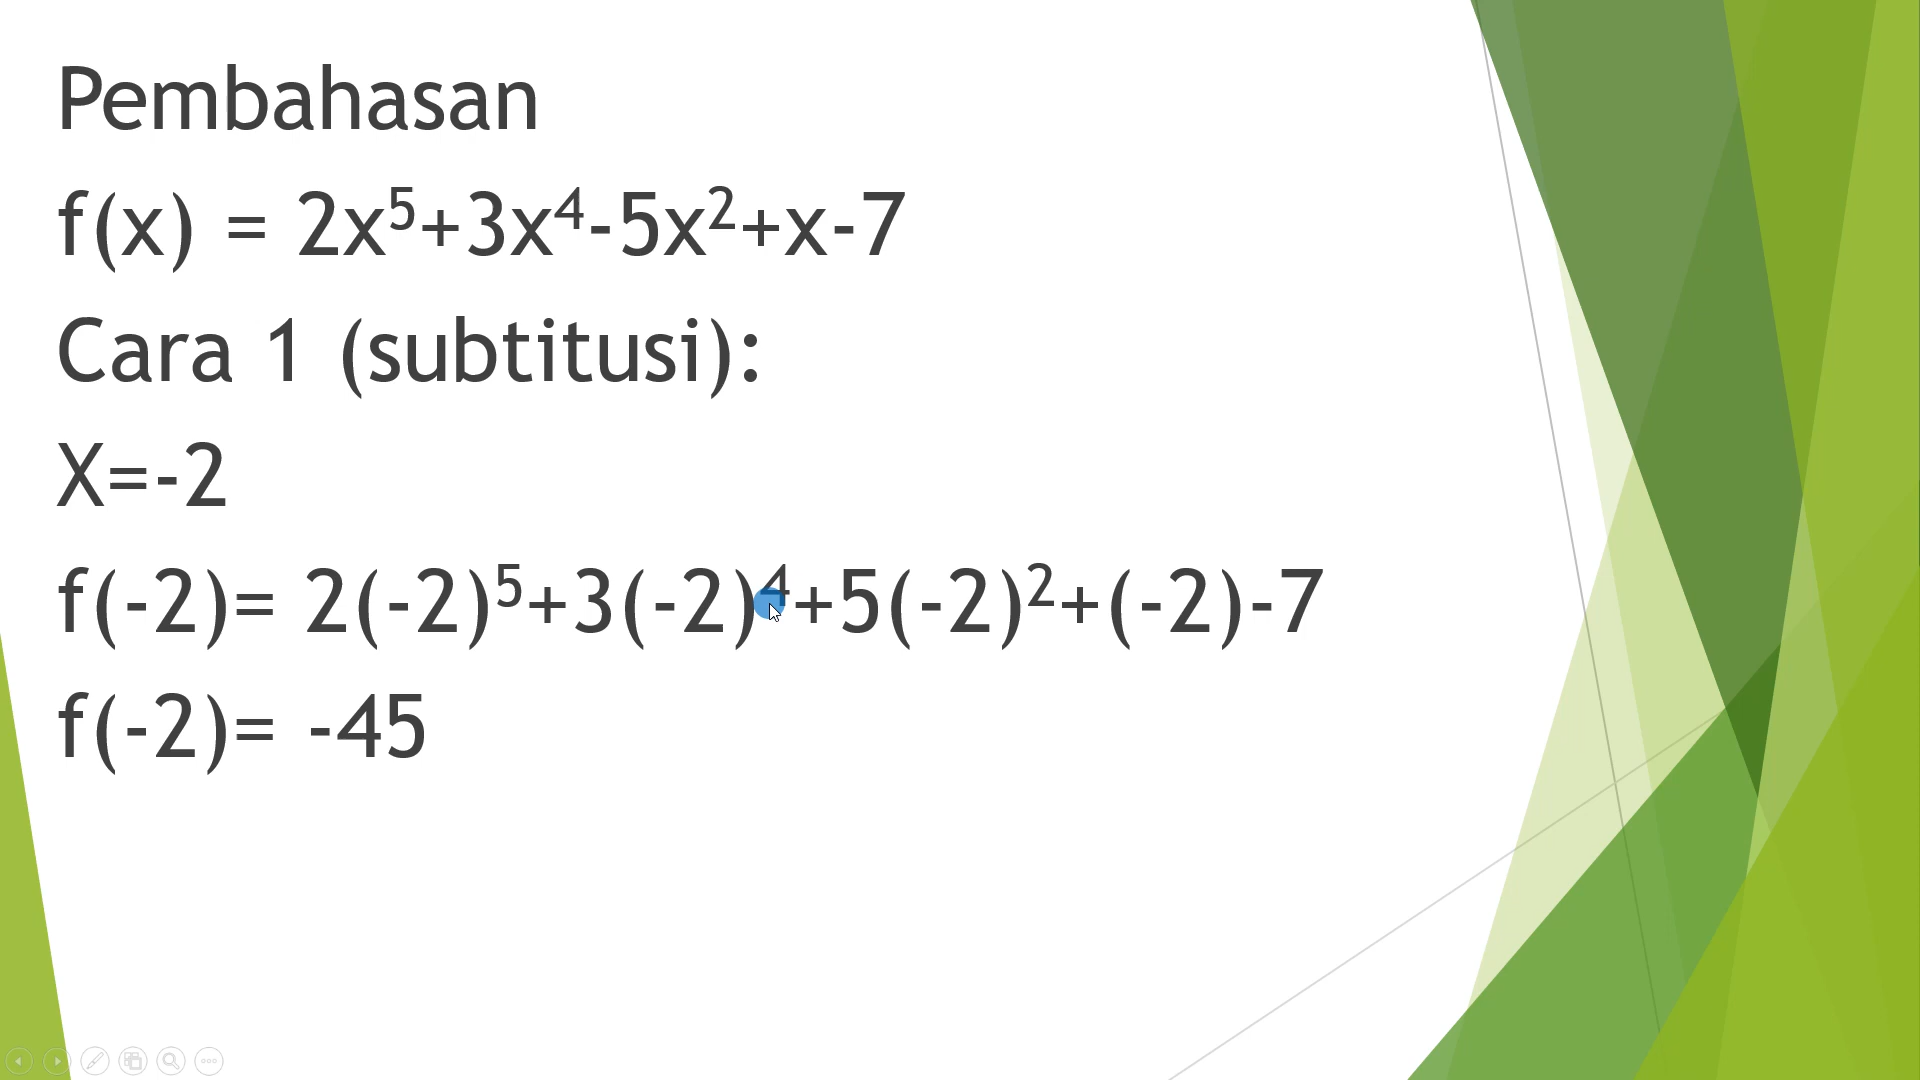 Pembahasan
f(x) = 2x⁵+3x⁴-5x²+x-7
Cara 1 (subtitusi):
X=-2
f(-2)= 2(-2)⁵+3(-2)⁴+5(-2)²+(-2)-7
f(-2)= -45